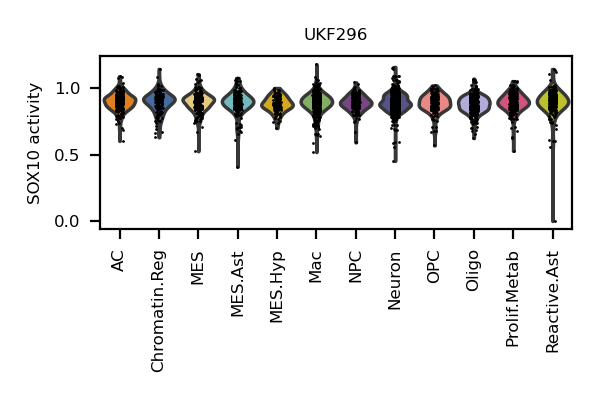 UKF296
SOX10 activity
1.0
0.5
0.0
AC
Chromatin.Reg
MES
MES.Ast
MES.Hyp
Mac
NPC
Neuron
OPC
Oligo
Prolif.Metab
Reactive.Ast